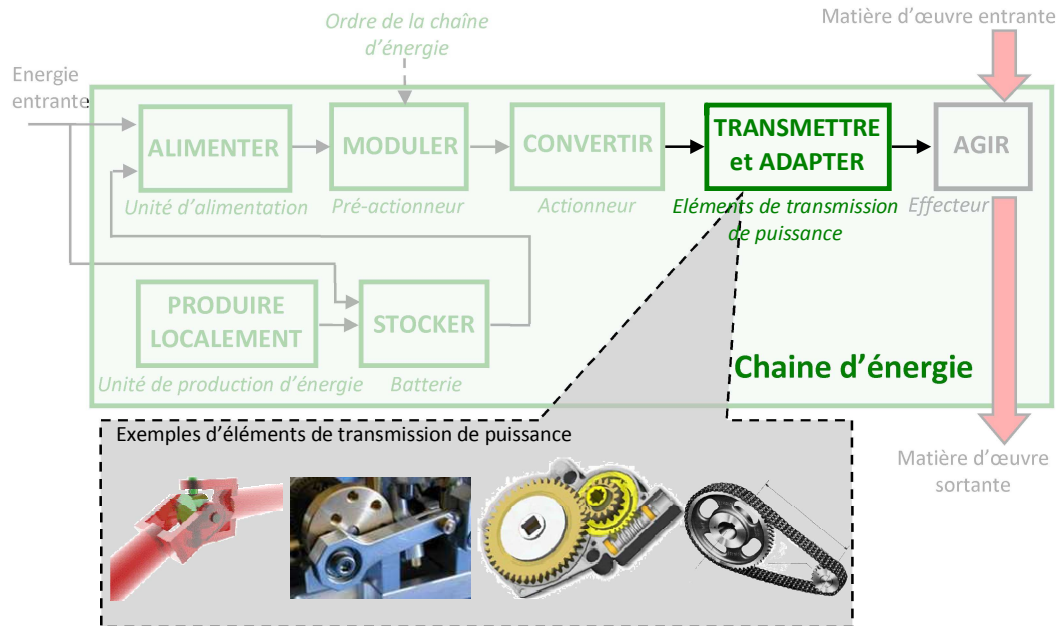 Ordre de la chaîne
d'énergie
Matière d'œuvre entrante
Energie
entrante
ALIMENTER
Unité d'alimentation
MODULER
Pré-actionneur
CONVERTIR
Actionneur
TRANSMETTRE
et ADAPTER
Eléments de transmission
de puissance
AGIR
Effecteur
PRODUIRE
LOCALEMENT
Unité de production d'énergie
STOCKER
Batterie
Chaine d'énergie
Exemples d'éléments de transmission de puissance
Matière d'œuvre
sortante